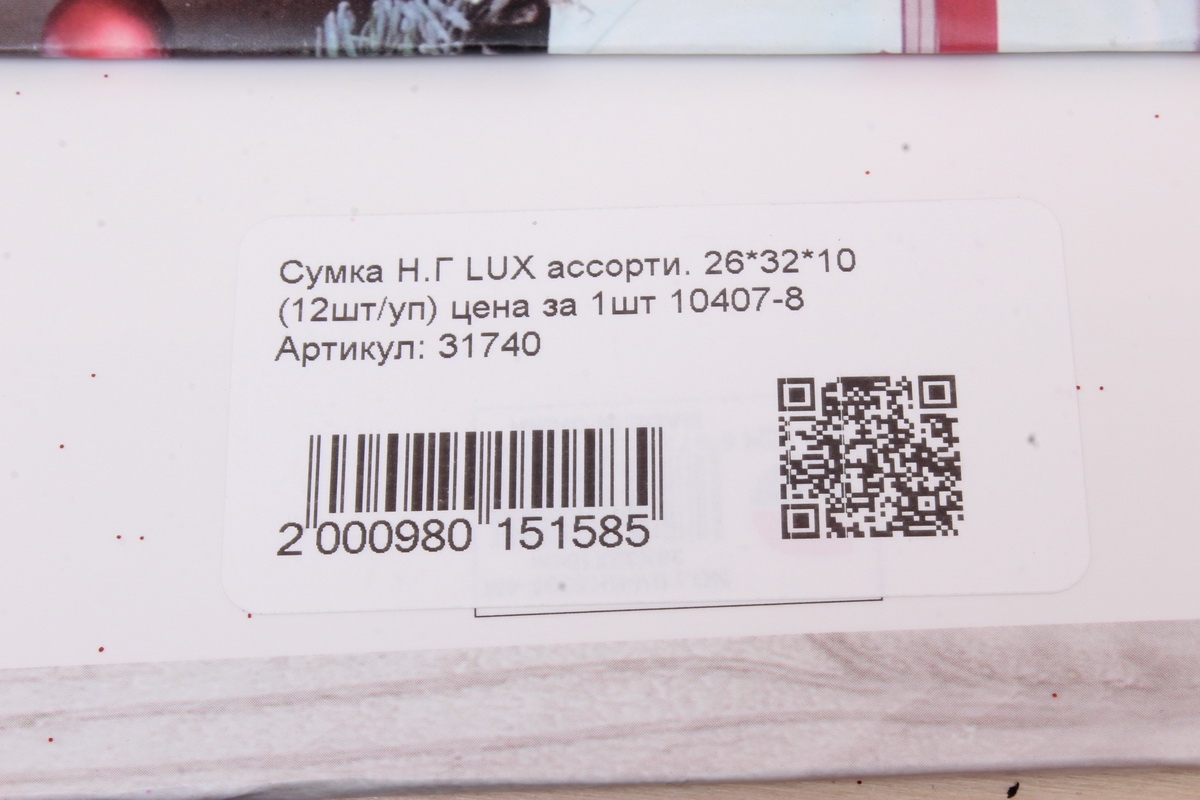 Сумка Н.Г LUX ассорти. 26*32*10
(12шт/уп) цена за 1шт 10407-8
Артикул: 31740
2 000980 151585